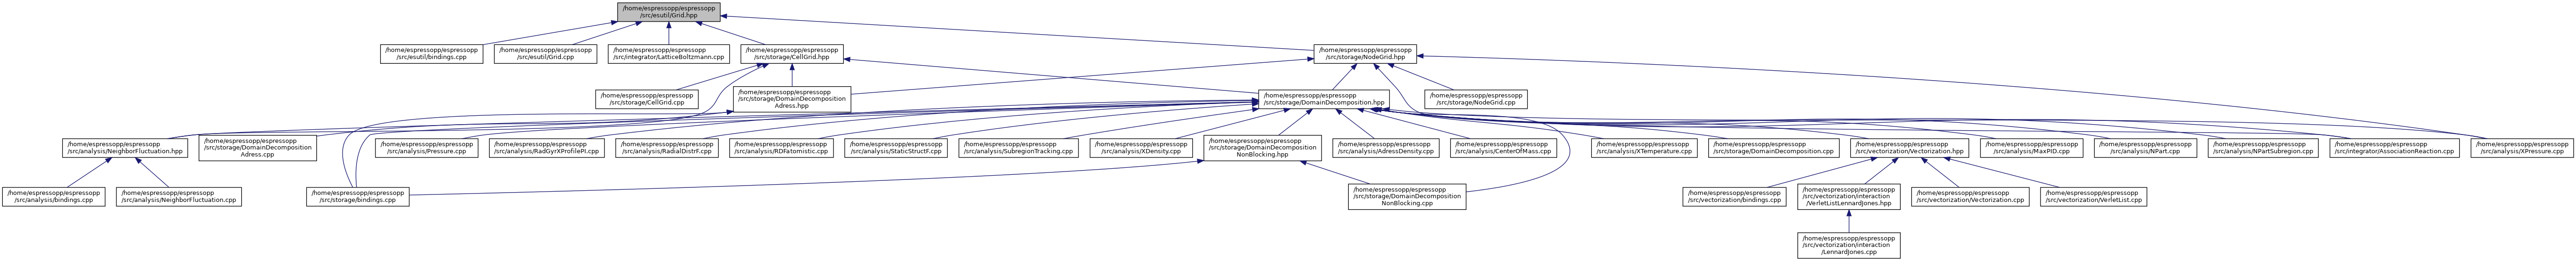 /home/espressopp/espressopp
/src/esutil/Grid.hpp
/home/espressopp/espressopp
/src/esutil/bindings.cpp
/home/espressopp/espressopp
/src/esutil/Grid.cpp
/home/espressopp/espressopp
/src/integrator/LatticeBoltzmann.cpp
/home/espressopp/espressopp
/src/storage/CellGrid.hpp
/home/espressopp/espressopp
/src/storage/NodeGrid.hpp
/home/espressopp/espressopp
/src/storage/CellGrid.cpp
/home/espressopp/espressopp
/src/storage/DomainDecomposition
Adress.hpp
/home/espressopp/espressopp
/src/storage/DomainDecomposition.hpp
/home/espressopp/espressopp
/src/storage/NodeGrid.cpp
/home/espressopp/espressopp
/src/analysis/NeighborFluctuation.hpp
/home/espressopp/espressopp
/src/storage/DomainDecomposition
Adress.cpp
/home/espressopp/espressopp
/src/analysis/Pressure.cpp
/home/espressopp/espressopp
/src/analysis/RadGyrXProfilePI.cpp
/home/espressopp/espressopp
/src/analysis/RadialDistrF.cpp
/home/espressopp/espressopp
/src/analysis/RDFatomistic.cpp
/home/espressopp/espressopp
/src/analysis/StaticStructF.cpp
/home/espressopp/espressopp
/src/analysis/SubregionTracking.cpp
/home/espressopp/espressopp
/src/analysis/XDensity.cpp
/home/espressopp/espressopp
/src/storage/DomainDecomposition
NonBlocking.hpp
/home/espressopp/espressopp
/src/analysis/AdressDensity.cpp
/home/espressopp/espressopp
/src/analysis/CenterOfMass.cpp
/home/espressopp/espressopp
/src/analysis/XTemperature.cpp
/home/espressopp/espressopp
/src/storage/DomainDecomposition.cpp
/home/espressopp/espressopp
/src/vectorization/Vectorization.hpp
/home/espressopp/espressopp
/src/analysis/MaxPID.cpp
/home/espressopp/espressopp
/src/analysis/NPart.cpp
/home/espressopp/espressopp
/src/analysis/NPartSubregion.cpp
/home/espressopp/espressopp
/src/integrator/AssociationReaction.cpp
/home/espressopp/espressopp
/src/analysis/XPressure.cpp
/home/espressopp/espressopp
/src/analysis/bindings.cpp
/home/espressopp/espressopp
/src/analysis/NeighborFluctuation.cpp
/home/espressopp/espressopp
/src/storage/bindings.cpp
/home/espressopp/espressopp
/src/storage/DomainDecomposition
NonBlocking.cpp
/home/espressopp/espressopp
/src/vectorization/bindings.cpp
/home/espressopp/espressopp
/src/vectorization/interaction
/VerletListLennardJones.hpp
/home/espressopp/espressopp
/src/vectorization/Vectorization.cpp
/home/espressopp/espressopp
/src/vectorization/VerletList.cpp
/home/espressopp/espressopp
/src/vectorization/interaction
/LennardJones.cpp